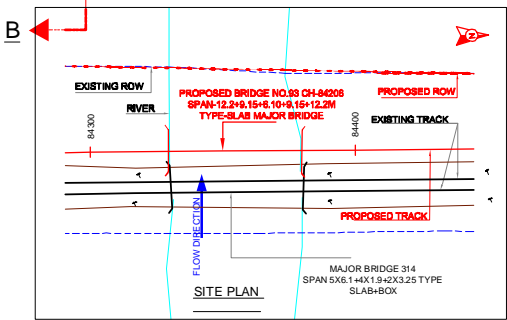 B
N
EXISTING ROW
PROPOSED BRIDGE NO.93 CH-84206
SPAN-12.2+9.15+6.10+9.15+12.2M
TYPE-SLAB MAJOR BRIDGE
PROPOSED ROW
RIVER
EXISTING TRACK
84300
84400
PROPOSED TRACK
FLOW DIRECTION
MAJOR BRIDGE 314
SPAN 5X6.1+4X1.9+2X3.25 TYPE
SLAB+BOX
SITE PLAN